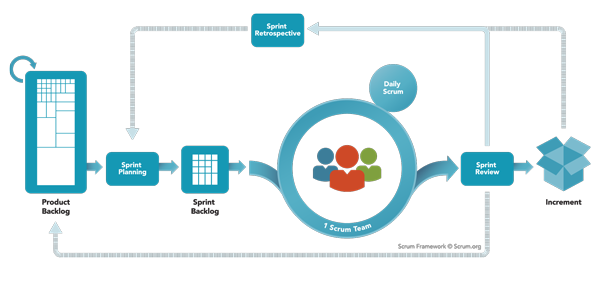 Sprint
Retrospective
Daily
Scrum
Sprint
Planning
Sprint
Review
Product
Backlog
Sprint
Backlog
1 Scrum Team
Increment
Scrum Framework © Scrum.org